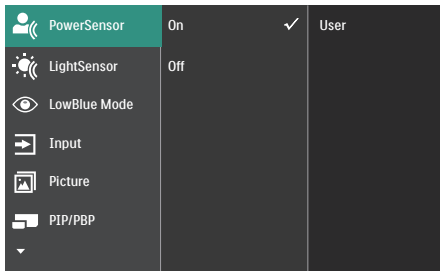 PowerSensor
On
User
LightSensor
Off
LowBlue Mode
Input
Picture
PIP/PBP